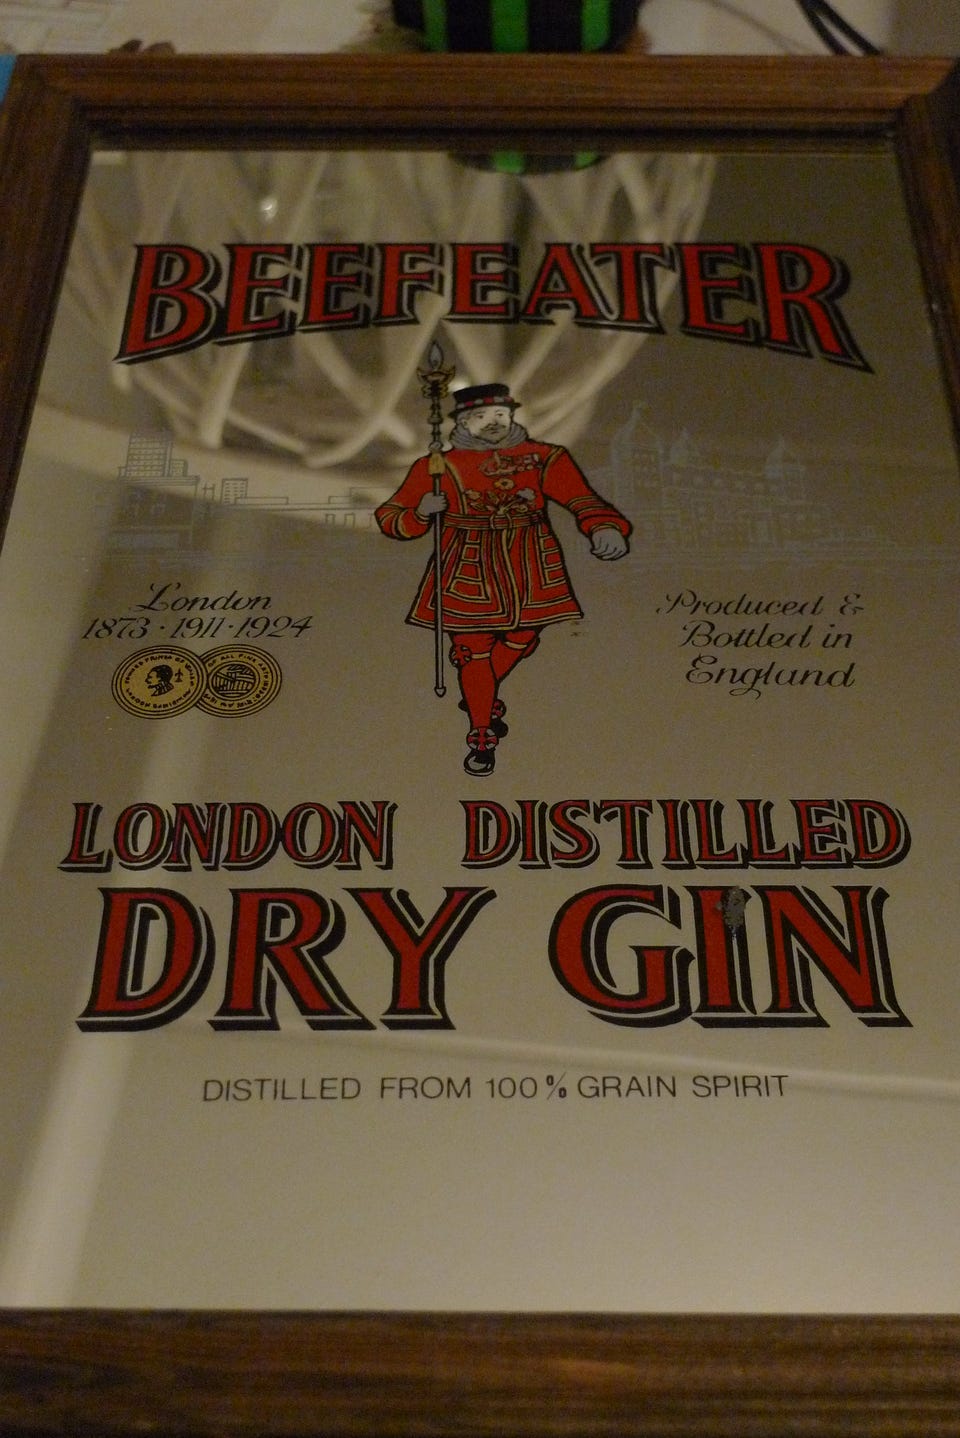 BEEFEATER
London
1873 · 1911 · 1924
Produced &
Bottled in
England
LONDON DISTILLED
DRY GIN
DISTILLED FROM 100% GRAIN SPIRIT